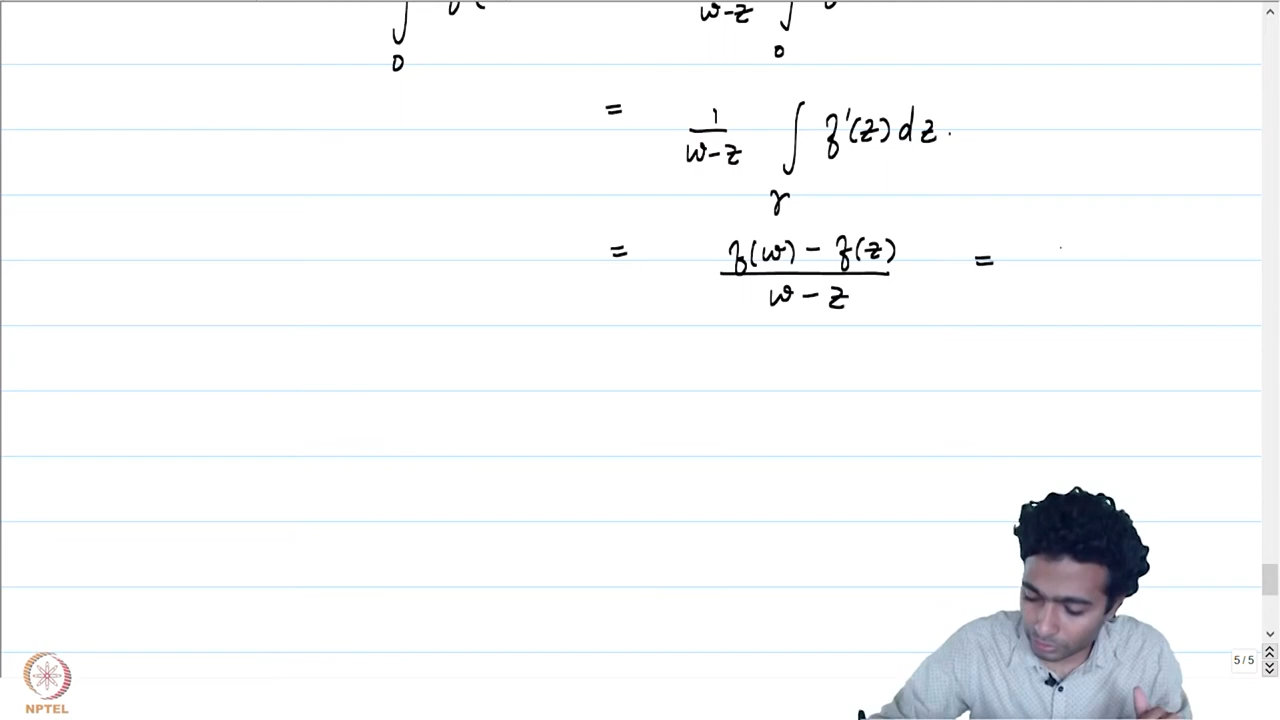 ∫₀
w-z ∫₀
= 1/(w-z) ∫_γ f'(z) dz.
= (f(w) - f(z))/(w - z) =
5 / 5
NPTEL